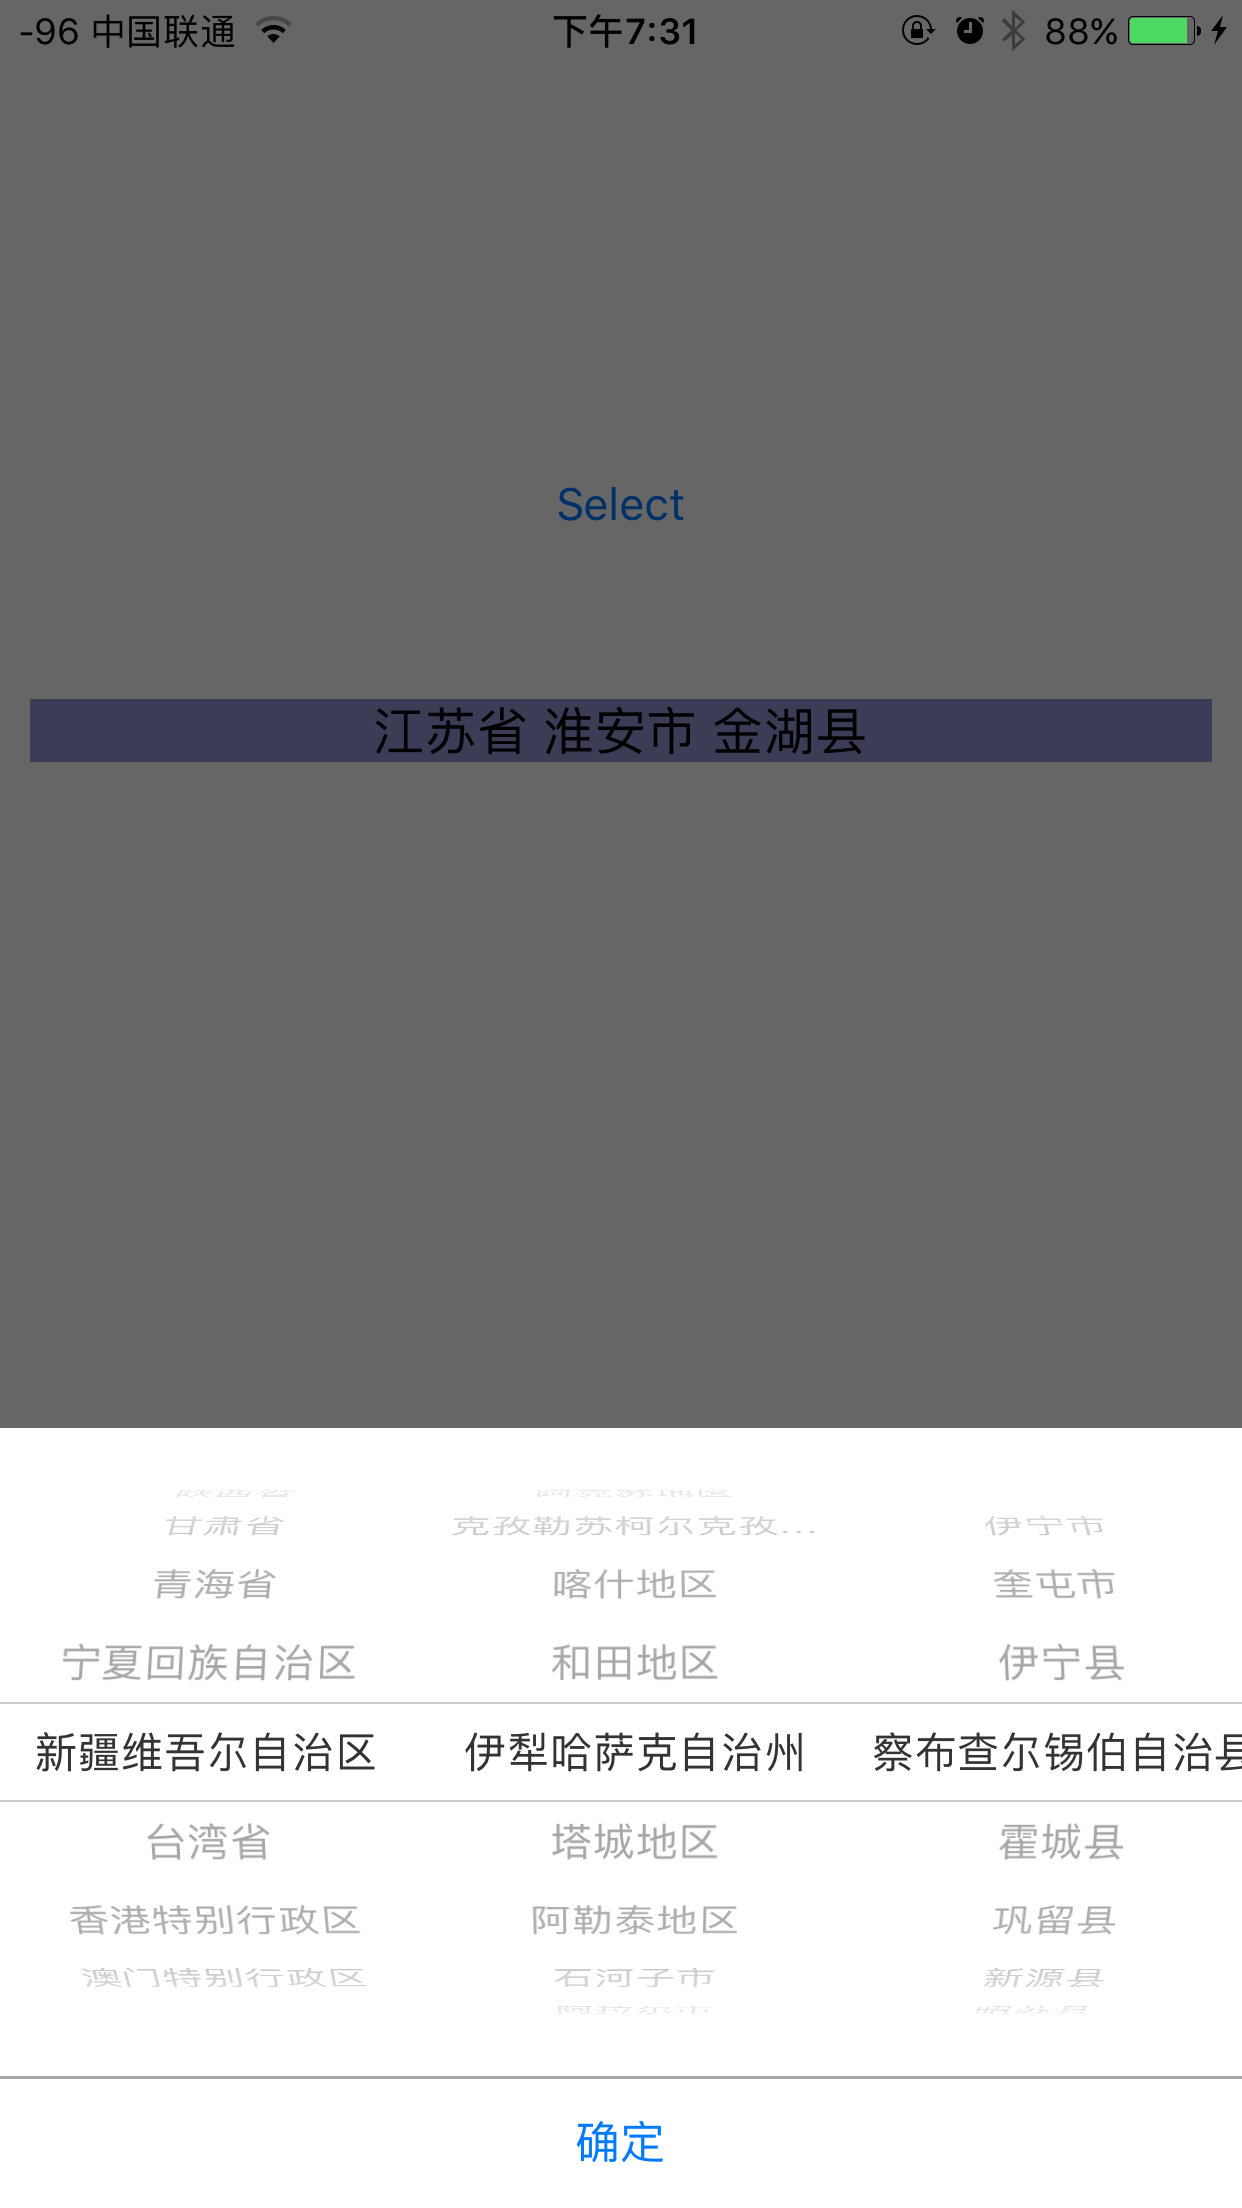 -96 中国联通 下午7:31 88%
Select
江苏省 淮安市 金湖县
甘肃省 克孜勒苏柯尔克孜... 伊宁市
青海省 喀什地区 奎屯市
宁夏回族自治区 和田地区 伊宁县
新疆维吾尔自治区 伊犁哈萨克自治州 察布查尔锡伯自治县
台湾省 塔城地区 霍城县
香港特别行政区 阿勒泰地区 巩留县
澳门特别行政区 石河子市 新源县
确定